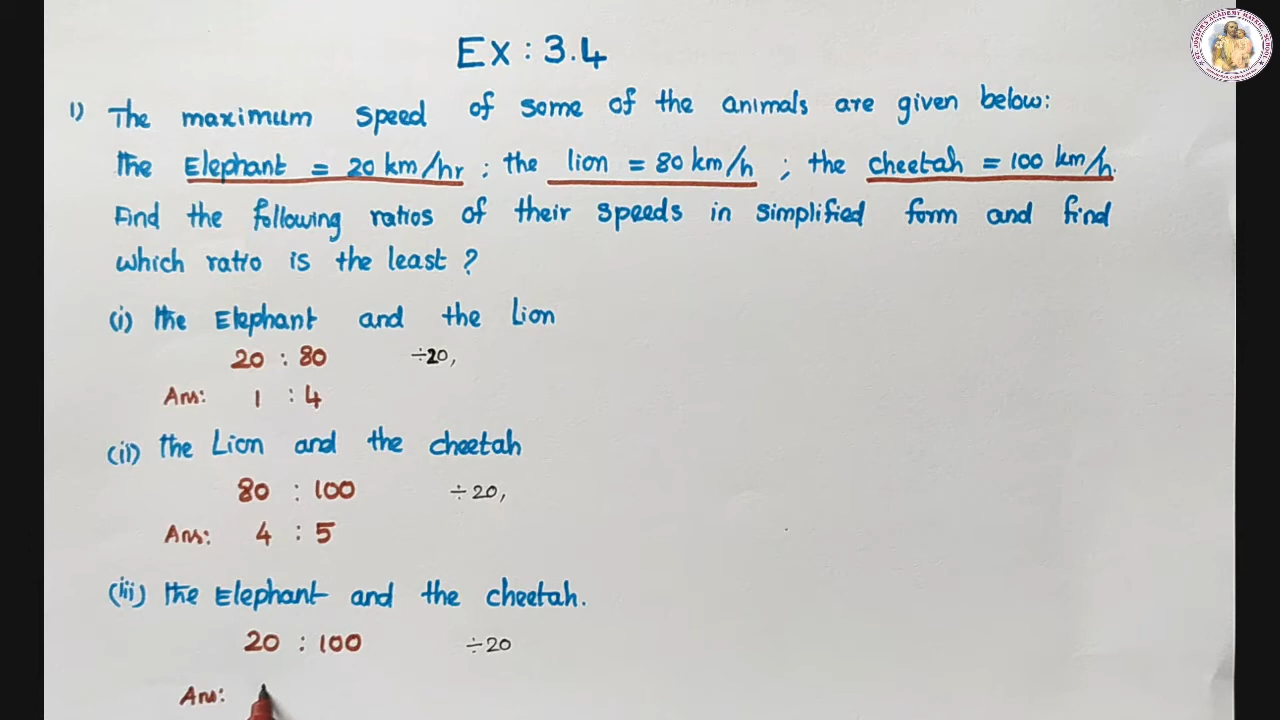 Ex : 3.4
1) The maximum speed of some of the animals are given below:
the Elephant = 20 km/hr ; the lion = 80 km/h ; the cheetah = 100 km/h.
Find the following ratios of their speeds in simplified form and find
which ratio is the least ?
(i) the Elephant and the Lion
20 : 80 ÷20,
Ans: 1 : 4
(ii) the Lion and the cheetah
80 : 100 ÷20,
Ans: 4 : 5
(iii) the Elephant and the cheetah.
20 : 100 ÷20
Ans: